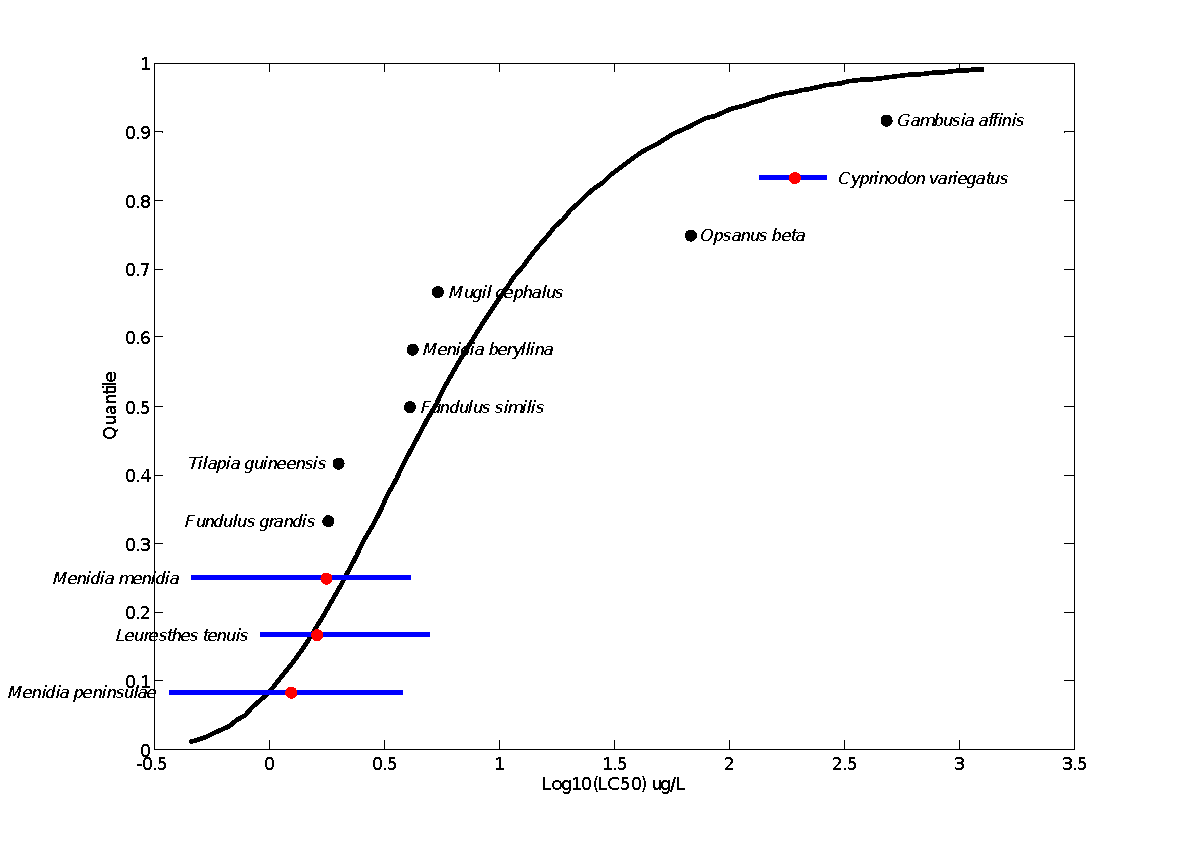 1
Gambusia affinis
0.9
Cyprinodon variegatus
0.8
Opsanus beta
0.7
Mugil cephalus
0.6
Menidia beryllina
Quantile
0.5
Fundulus similis
Tilapia guineensis
0.4
Fundulus grandis
0.3
Menidia menidia
0.2
Leuresthes tenuis
0.1
Menidia peninsulae
0
-0.5 0 0.5 1 1.5 2 2.5 3 3.5
Log10(LC50) ug/L